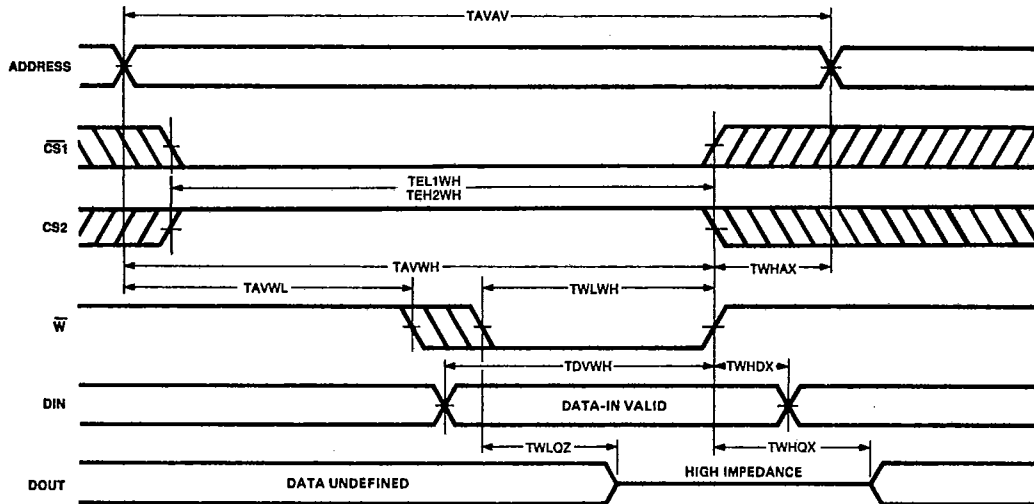 TAVAV
ADDRESS
CS1
TEL1WH
TEH2WH
CS2
TAVWH
TWHAX
TAVWL
TWLWH
W
TDVWH
TWHDX
DIN
DATA-IN VALID
TWLQZ
TWHQX
DOUT
DATA UNDEFINED
HIGH IMPEDANCE